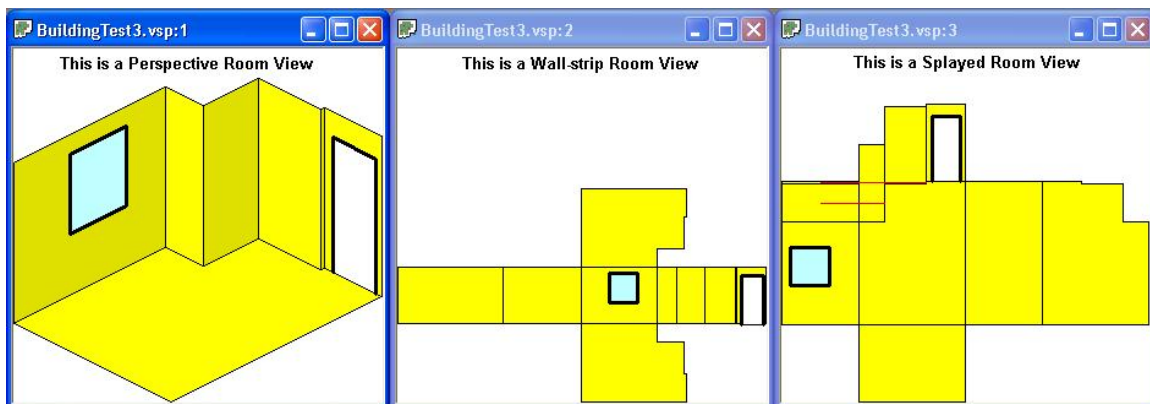 BuildingTest3.vsp:1
This is a Perspective Room View
BuildingTest3.vsp:2
This is a Wall-strip Room View
BuildingTest3.vsp:3
This is a Splayed Room View